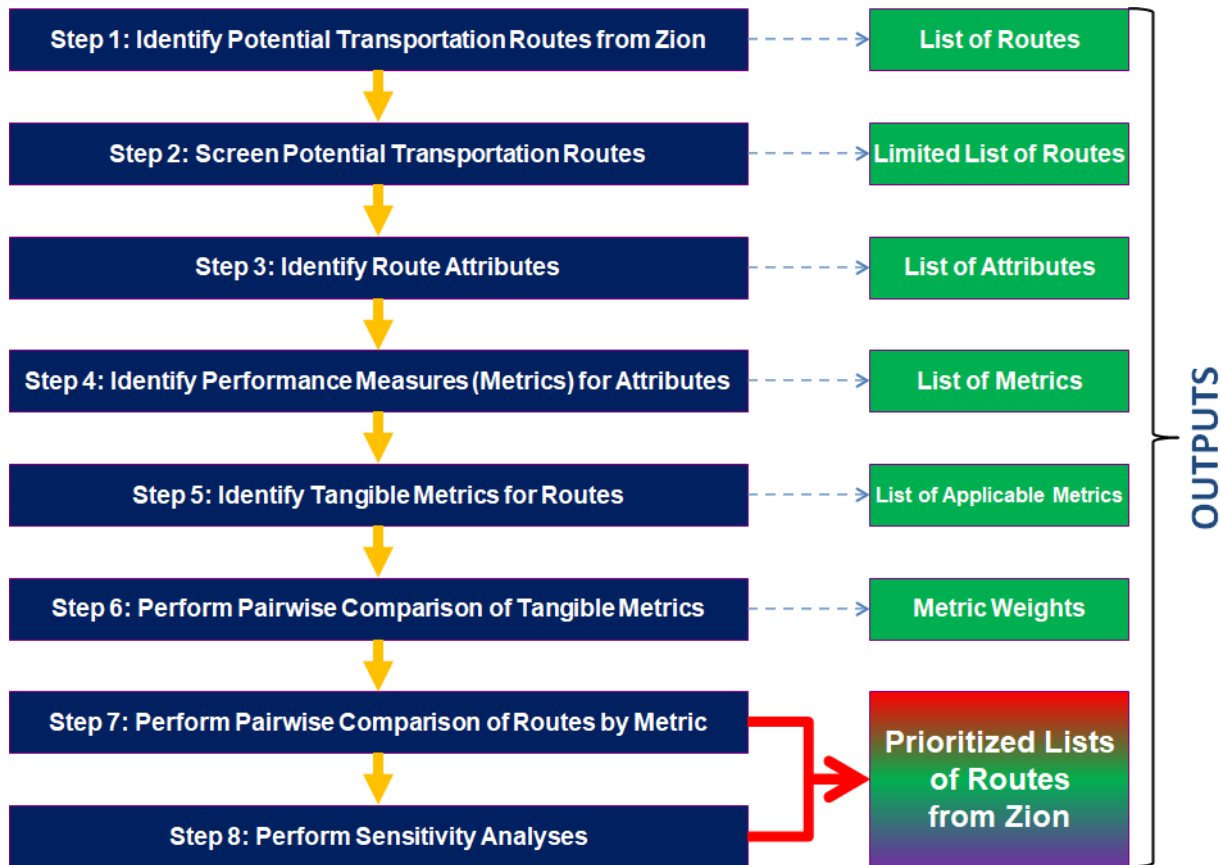 Step 1: Identify Potential Transportation Routes from Zion
List of Routes
Step 2: Screen Potential Transportation Routes
Limited List of Routes
Step 3: Identify Route Attributes
List of Attributes
Step 4: Identify Performance Measures (Metrics) for Attributes
List of Metrics
Step 5: Identify Tangible Metrics for Routes
List of Applicable Metrics
Step 6: Perform Pairwise Comparison of Tangible Metrics
Metric Weights
Step 7: Perform Pairwise Comparison of Routes by Metric
Step 8: Perform Sensitivity Analyses
Prioritized Lists
of Routes
from Zion
OUTPUTS